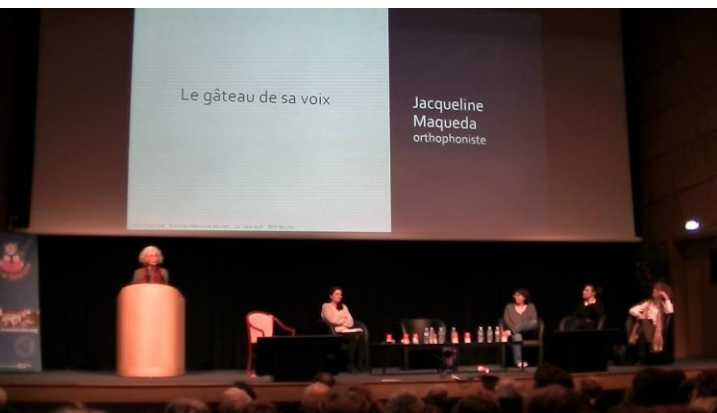 Le gâteau de sa voix
Jacqueline
Maqueda
orthophoniste